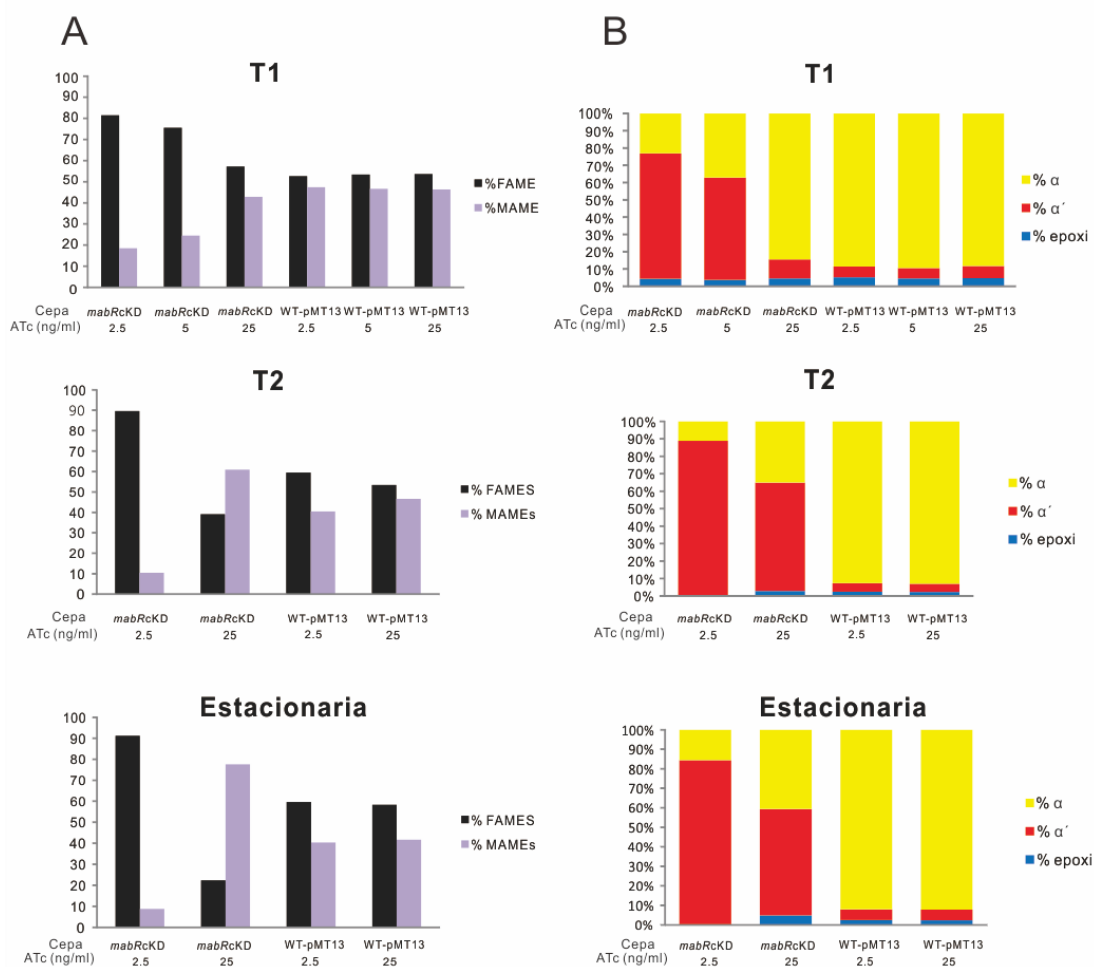 A
T1
100
90
80
70
60
50
40
30
20
10
0
%FAME
%MAME
Cepa mabRcKD mabRcKD mabRcKD WT-pMT13 WT-pMT13 WT-pMT13
ATc (ng/ml) 2.5 5 25 2.5 5 25
T2
100
90
80
70
60
50
40
30
20
10
0
% FAMES
% MAMEs
Cepa mabRcKD mabRcKD WT-pMT13 WT-pMT13
ATc (ng/ml) 2.5 25 2.5 25
Estacionaria
100
90
80
70
60
50
40
30
20
10
0
% FAMES
% MAMEs
Cepa mabRcKD mabRcKD WT-pMT13 WT-pMT13
ATc (ng/ml) 2.5 25 2.5 25
B
T1
100%
90%
80%
70%
60%
50%
40%
30%
20%
10%
0%
% α
% α´
% epoxi
Cepa mabRcKD mabRcKD mabRcKD WT-pMT13 WT-pMT13 WT-pMT13
ATc (ng/ml) 2.5 5 25 2.5 5 25
T2
100%
90%
80%
70%
60%
50%
40%
30%
20%
10%
0%
% α
% α´
% epoxi
Cepa mabRcKD mabRcKD WT-pMT13 WT-pMT13
ATc (ng/ml) 2.5 25 2.5 25
Estacionaria
100%
90%
80%
70%
60%
50%
40%
30%
20%
10%
0%
% α
% α´
% epoxi
Cepa mabRcKD mabRcKD WT-pMT13 WT-pMT13
ATc (ng/ml) 2.5 25 2.5 25